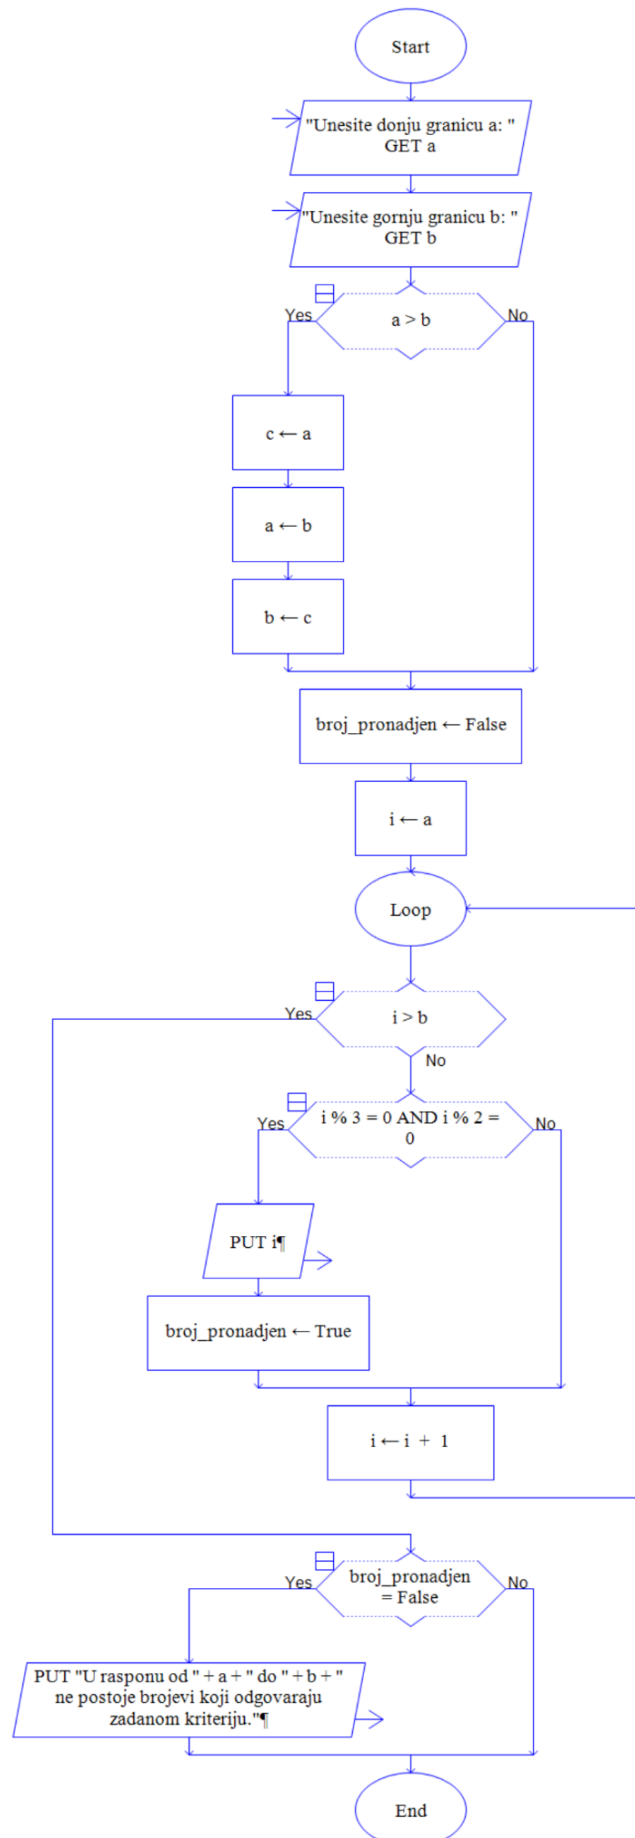 Start
"Unesite donju granicu a: "
GET a
"Unesite gornju granicu b: "
GET b
Yes
a > b
No
c ← a
a ← b
b ← c
broj_pronadjen ← False
i ← a
Loop
Yes
i > b
No
Yes
i % 3 = 0 AND i % 2 =
0
No
PUT i¶
broj_pronadjen ← True
i ← i + 1
Yes
broj_pronadjen
= False
No
PUT "U rasponu od " + a + " do " + b + "
ne postoje brojevi koji odgovaraju
zadanom kriteriju."¶
End